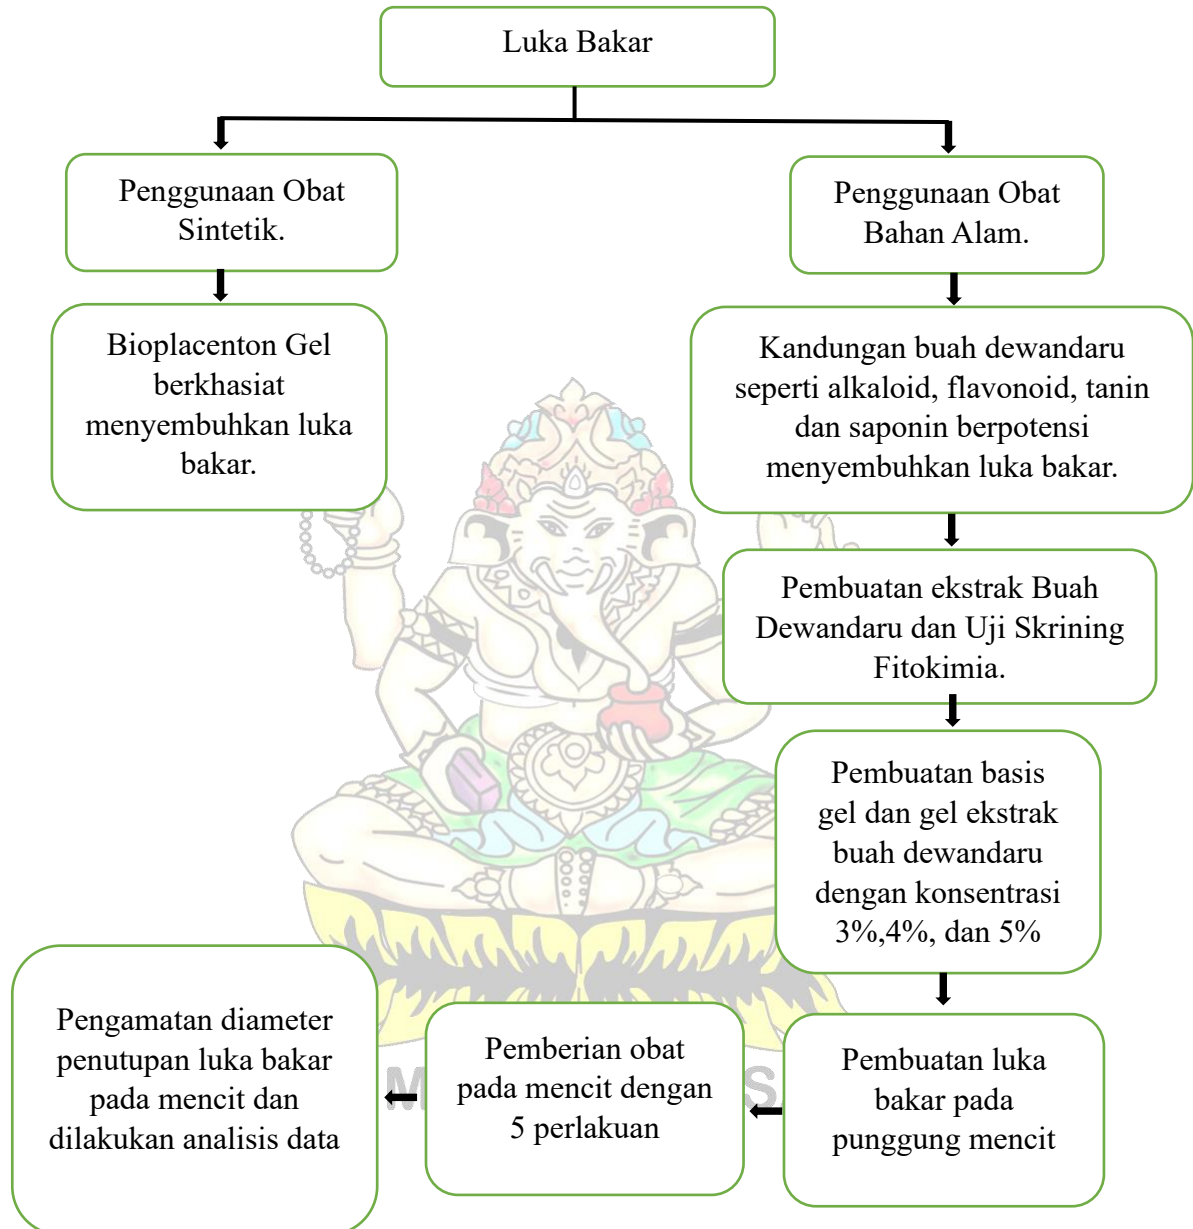 Luka Bakar
Penggunaan Obat
Sintetik.
Penggunaan Obat
Bahan Alam.
Bioplacenton Gel
berkhasiat
menyembuhkan luka
bakar.
Kandungan buah dewandaru
seperti alkaloid, flavonoid, tanin
dan saponin berpotensi
menyembuhkan luka bakar.
Pembuatan ekstrak Buah
Dewandaru dan Uji Skrining
Fitokimia.
Pembuatan basis
gel dan gel ekstrak
buah dewandaru
dengan konsentrasi
3%,4%, dan 5%
Pembuatan luka
bakar pada
punggung mencit
Pemberian obat
pada mencit dengan
5 perlakuan
Pengamatan diameter
penutupan luka bakar
pada mencit dan
dilakukan analisis data